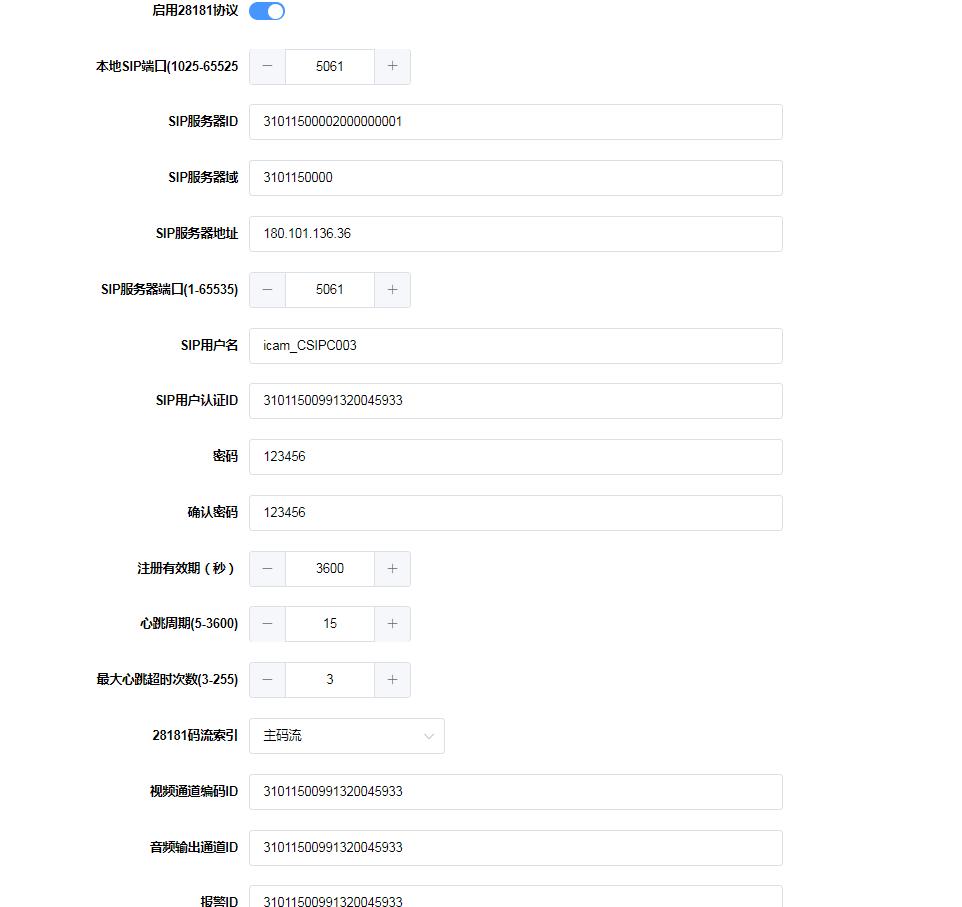 启用28181协议
本地SIP端口(1025-65525
5061
SIP服务器ID
31011500002000000001
SIP服务器域
3101150000
SIP服务器地址
180.101.136.36
SIP服务器端口(1-65535)
5061
SIP用户名
icam_CSIPC003
SIP用户认证ID
31011500991320045933
密码
123456
确认密码
123456
注册有效期（秒）
3600
心跳周期(5-3600)
15
最大心跳超时次数(3-255)
3
28181码流索引
主码流
视频通道编码ID
31011500991320045933
音频输出通道ID
31011500991320045933
报警ID
31011500991320045933